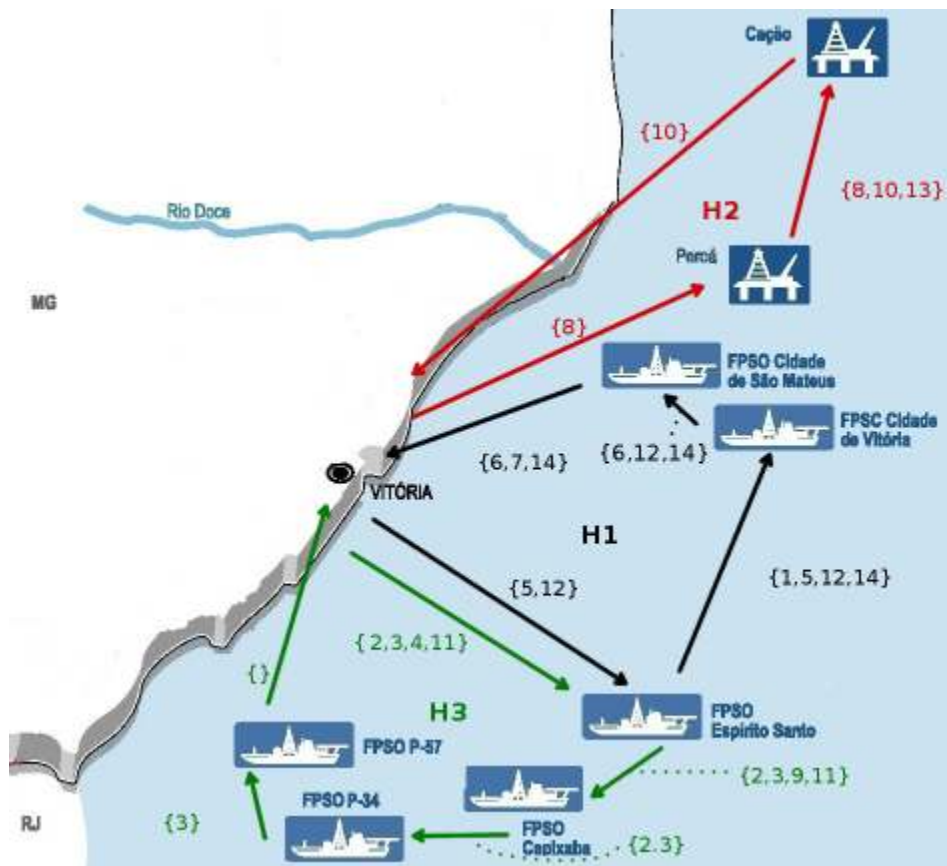 Cação
{10}
{8,10,13}
H2
Rio Doce
Peroá
MG
{8}
FPSO Cidade
de São Mateus
FPSC Cidade
de Vitória
{6,7,14}
{6,12,14}
VITÓRIA
H1
{5,12}
{1,5,12,14}
{2,3,4,11}
{}
H3
FPSO
Espírito Santo
FPSO P-57
{2,3,9,11}
FPSO P-34
{3}
RJ
FPSO
Capixaba
{2.3}